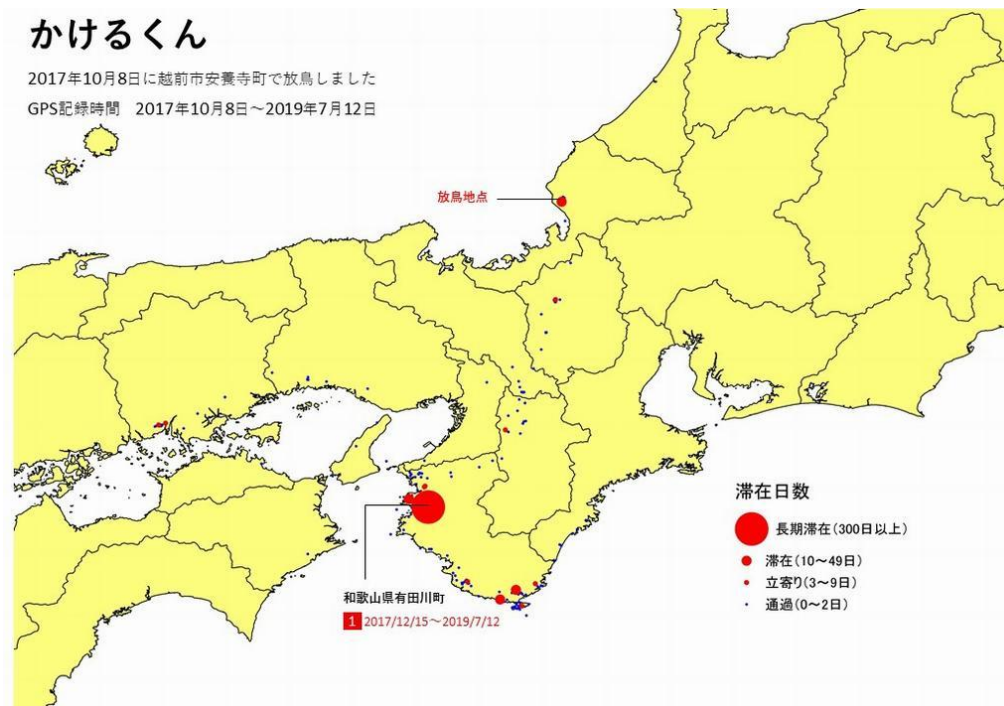 かけるくん
2017年10月8日に越前市安養寺町で放鳥しました
GPS記録時間　2017年10月8日～2019年7月12日
放鳥地点
滞在日数
長期滞在(300日以上)
滞在(10～49日)
立寄り(3～9日)
通過(0～2日)
和歌山県有田川町
1 2017/12/15～2019/7/12